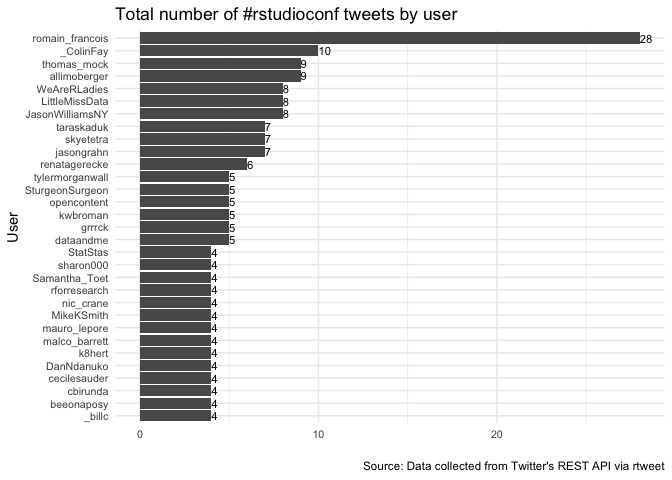 Total number of #rstudioconf tweets by user
romain_francois 28
_ColinFay 10
thomas_mock 9
allimoberger 9
WeAreRLadies 8
LittleMissData 8
JasonWilliamsNY 8
taraskaduk 7
skyetetra 7
jasongrahn 7
renatagerecke 6
tylermorganwall 5
SturgeonSurgeon 5
opencontent 5
kwbroman 5
grrrck 5
dataandme 5
StatStas 4
sharon000 4
Samantha_Toet 4
rforresearch 4
nic_crane 4
MikeKSmith 4
mauro_lepore 4
malco_barrett 4
k8hert 4
DanNdanuko 4
cecilesauder 4
cbirunda 4
beeonaposy 4
_billc 4
User
0 10 20
Source: Data collected from Twitter's REST API via rtweet